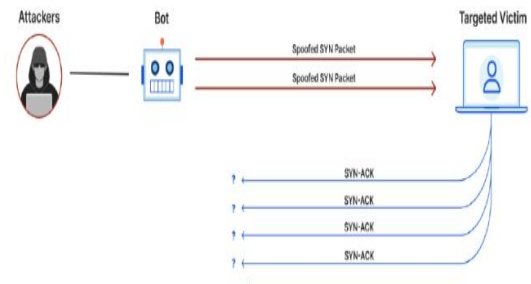 Attackers
Bot
Targeted Victim
Spoofed SYN Packet
Spoofed SYN Packet
SYN-ACK
?
SYN-ACK
?
SYN-ACK
?
SYN-ACK
?